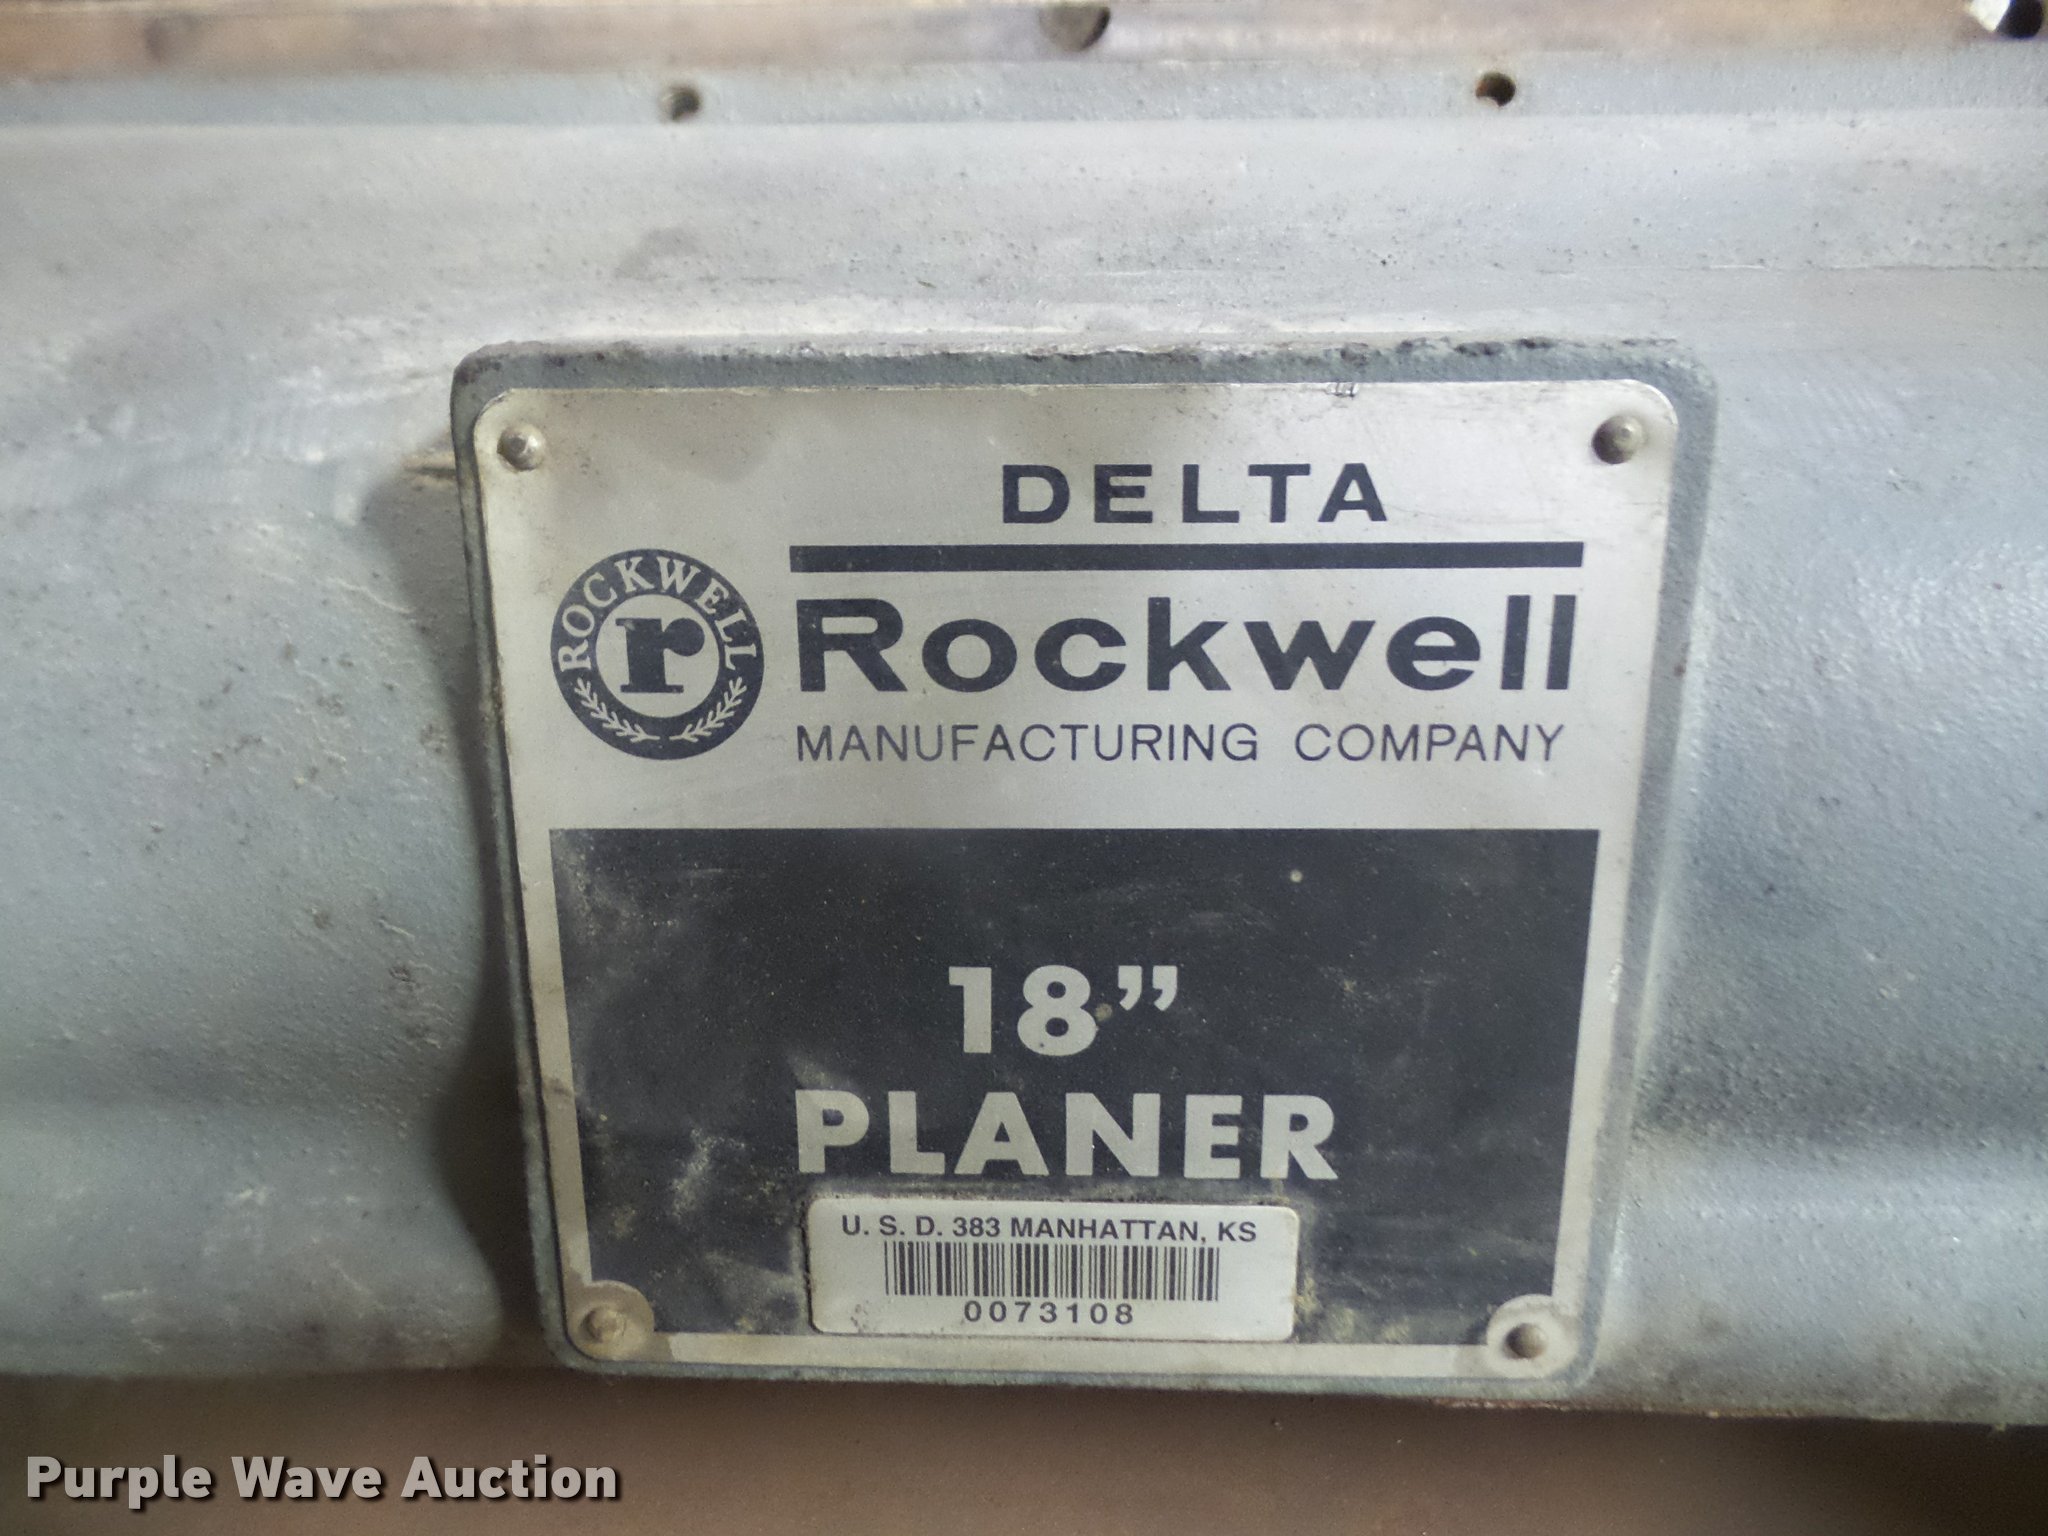 DELTA
ROCKWELL
r
Rockwell
MANUFACTURING COMPANY
18”
PLANER
U. S. D. 383 MANHATTAN, KS
0073108
Purple Wave Auction